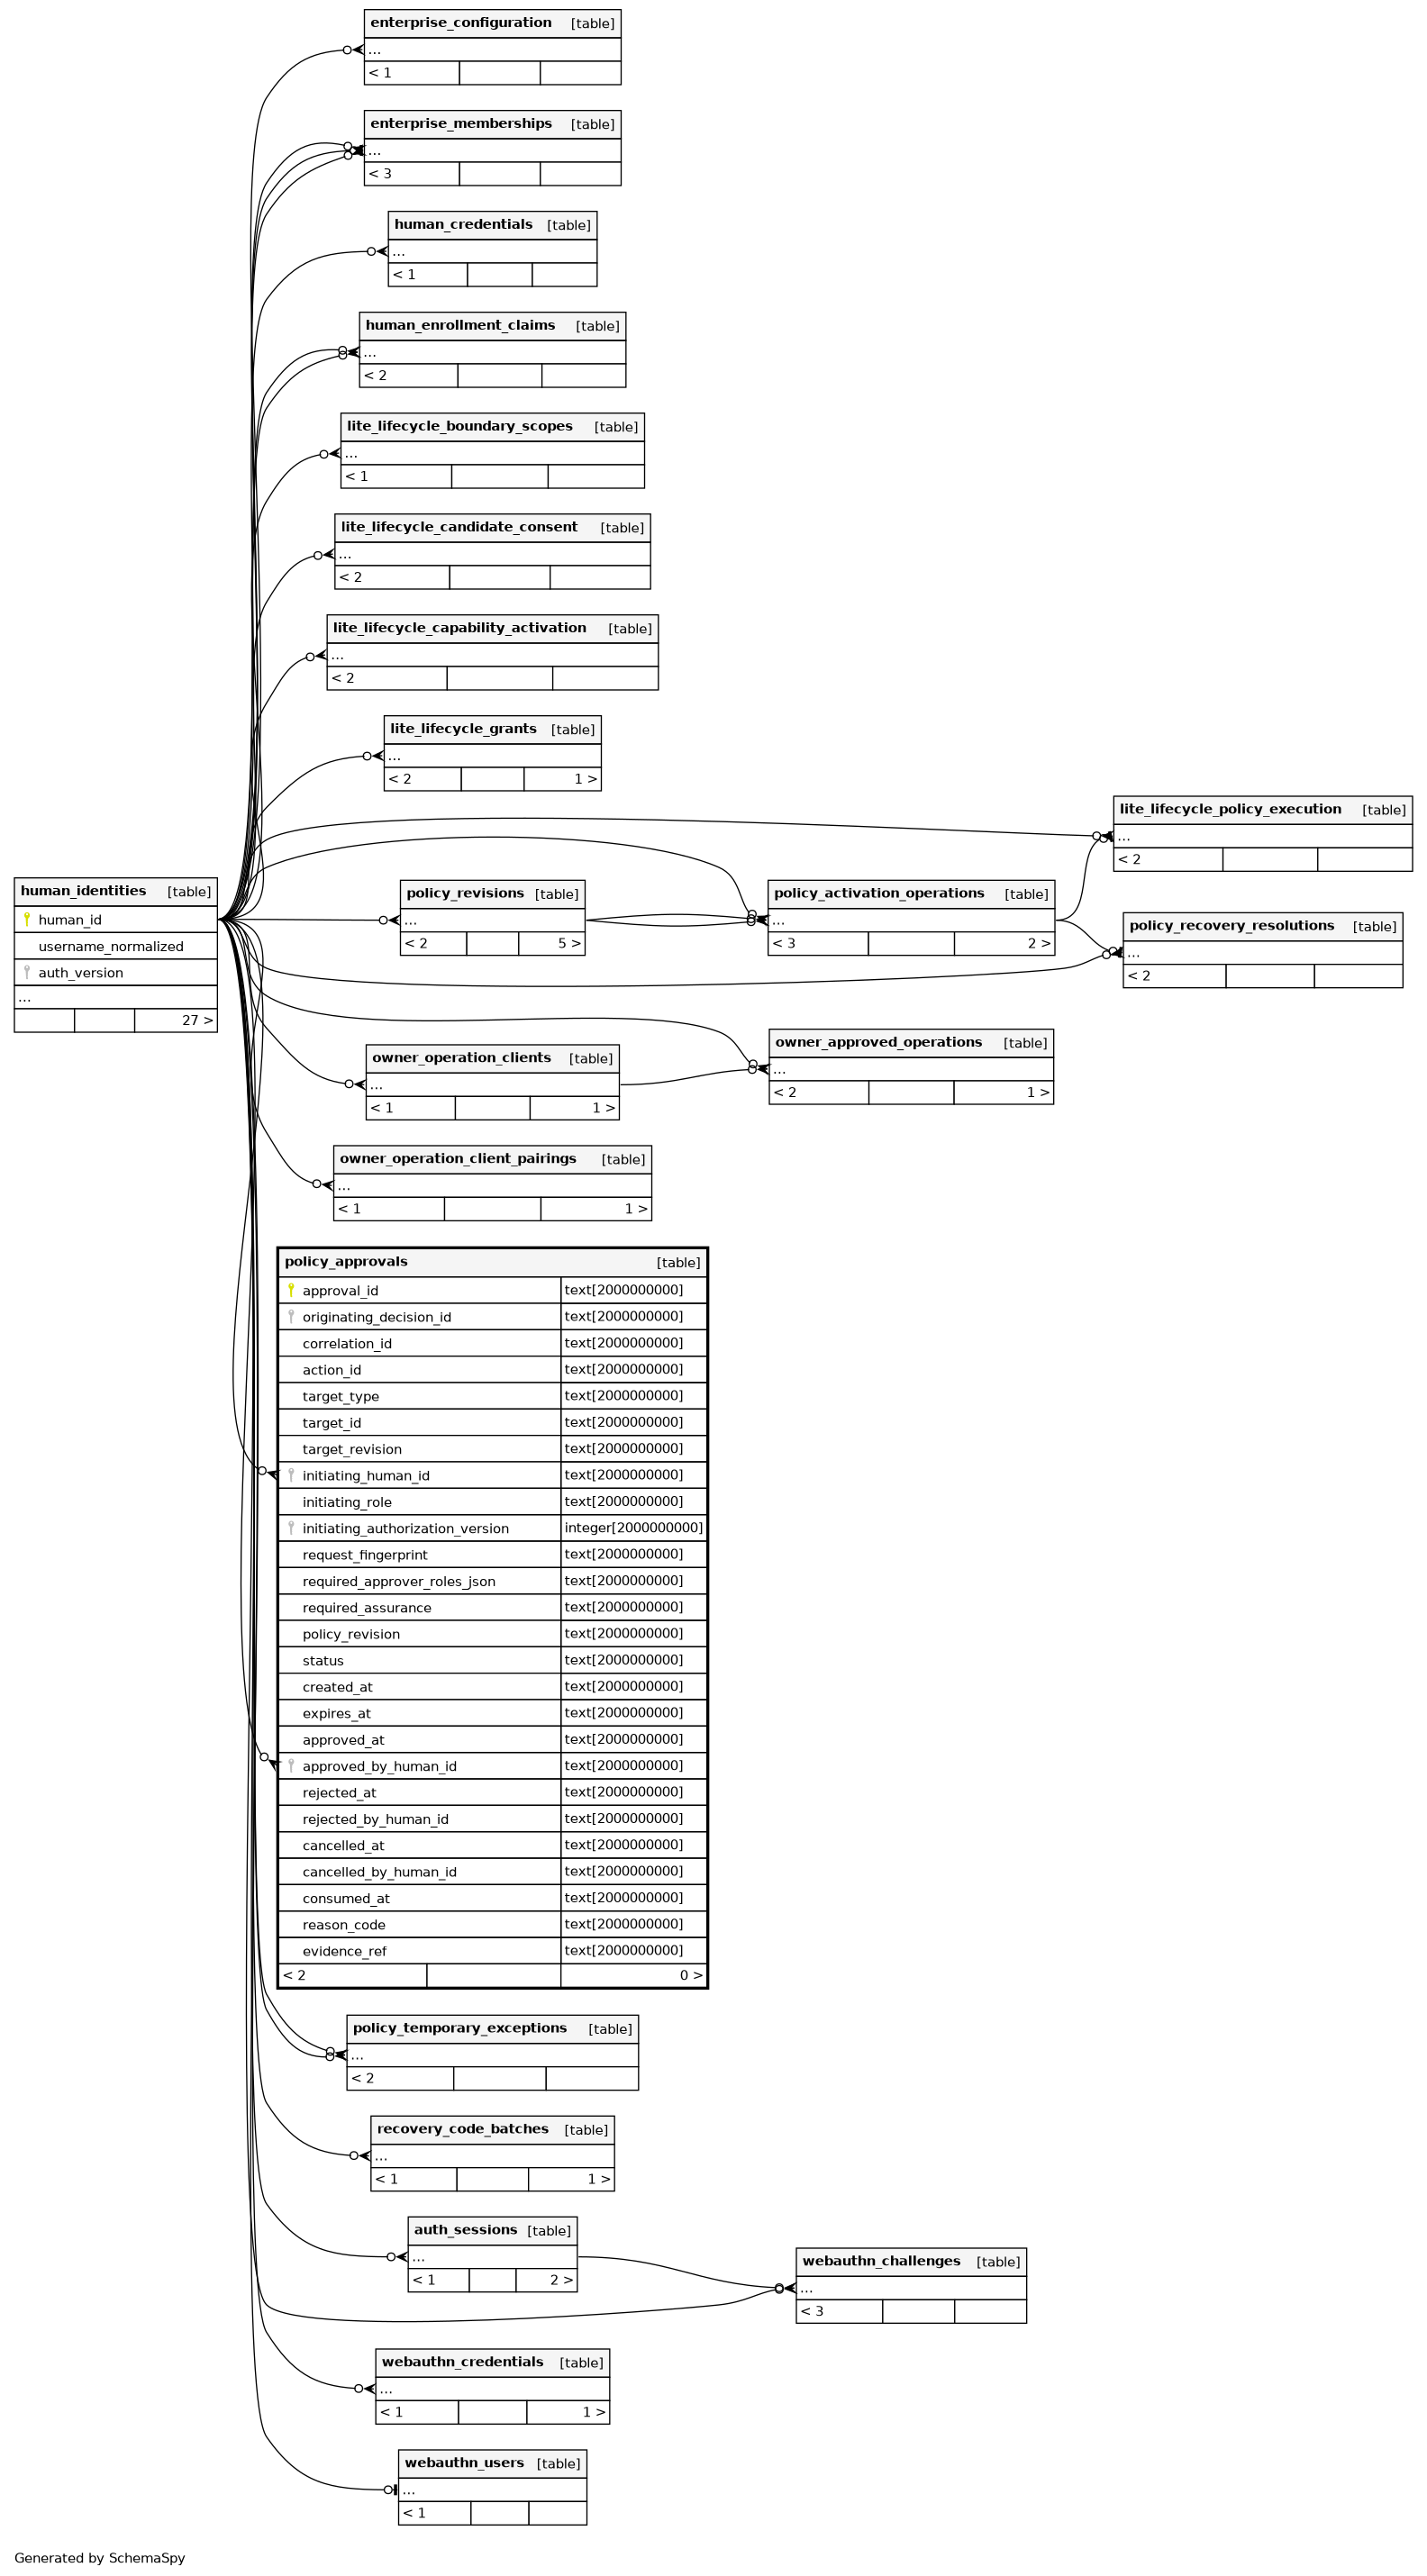 enterprise_configuration [table]
...
< 1
enterprise_memberships [table]
...
< 3
human_credentials [table]
...
< 1
human_enrollment_claims [table]
...
< 2
lite_lifecycle_boundary_scopes [table]
...
< 1
lite_lifecycle_candidate_consent [table]
...
< 2
lite_lifecycle_capability_activation [table]
...
< 2
lite_lifecycle_grants [table]
...
< 2 1 >
lite_lifecycle_policy_execution [table]
...
< 2
human_identities [table]
human_id
username_normalized
auth_version
...
27 >
policy_revisions [table]
...
< 2 5 >
policy_activation_operations [table]
...
< 3 2 >
policy_recovery_resolutions [table]
...
< 2
owner_approved_operations [table]
...
< 2 1 >
owner_operation_clients [table]
...
< 1 1 >
owner_operation_client_pairings [table]
...
< 1 1 >
policy_approvals [table]
approval_id text[2000000000]
originating_decision_id text[2000000000]
correlation_id text[2000000000]
action_id text[2000000000]
target_type text[2000000000]
target_id text[2000000000]
target_revision text[2000000000]
initiating_human_id text[2000000000]
initiating_role text[2000000000]
initiating_authorization_version integer[2000000000]
request_fingerprint text[2000000000]
required_approver_roles_json text[2000000000]
required_assurance text[2000000000]
policy_revision text[2000000000]
status text[2000000000]
created_at text[2000000000]
expires_at text[2000000000]
approved_at text[2000000000]
approved_by_human_id text[2000000000]
rejected_at text[2000000000]
rejected_by_human_id text[2000000000]
cancelled_at text[2000000000]
cancelled_by_human_id text[2000000000]
consumed_at text[2000000000]
reason_code text[2000000000]
evidence_ref text[2000000000]
< 2 0 >
policy_temporary_exceptions [table]
...
< 2
recovery_code_batches [table]
...
< 1 1 >
auth_sessions [table]
...
< 1 2 >
webauthn_challenges [table]
...
< 3
webauthn_credentials [table]
...
< 1 1 >
webauthn_users [table]
...
< 1
Generated by SchemaSpy